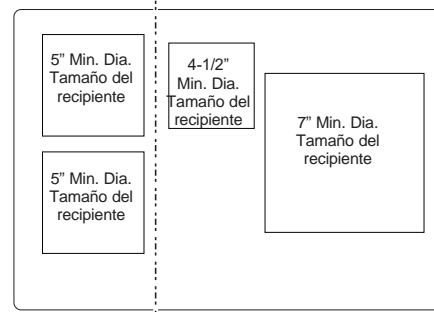 5” Min. Dia.
Tamaño del
recipiente
5” Min. Dia.
Tamaño del
recipiente
4-1/2”
Min. Dia.
Tamaño del
recipiente
7” Min. Dia.
Tamaño del
recipiente